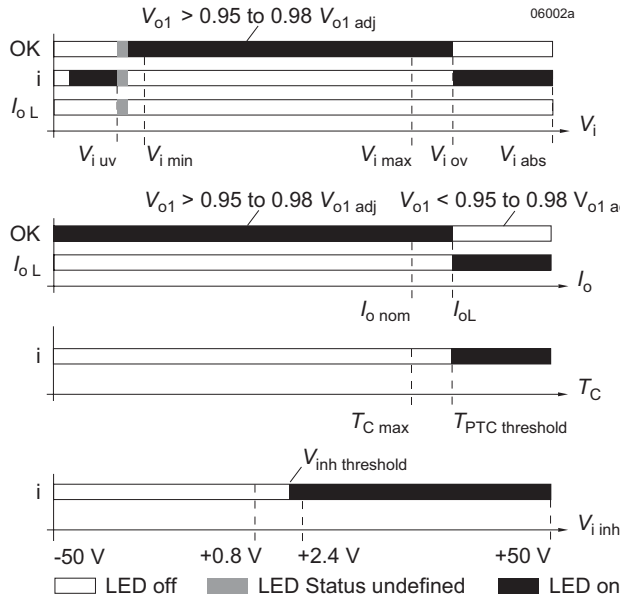 06002a
V o1 > 0.95 to 0.98 V o1 adj
OK
i
I o L
V i
V i uv V i min V i max V i ov V i abs
V o1 > 0.95 to 0.98 V o1 adj V o1 < 0.95 to 0.98 V o1 a
OK
I o L
I o
I o nom I oL
i
T C
T C max T PTC threshold
V inh threshold
i
V i inh
-50 V +0.8 V +2.4 V +50 V
LED off LED Status undefined LED on